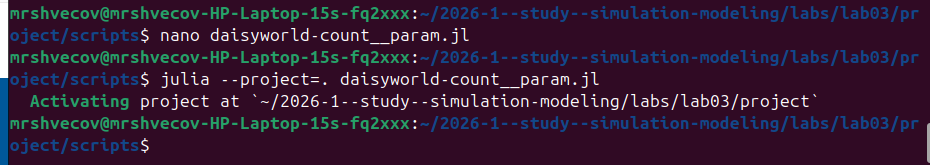 mrshvecov@mrshvecov-HP-Laptop-15s-fq2xxx:~/2026-1--study--simulation-modeling/labs/lab03/pr
oject/scripts$ nano daisyworld-count__param.jl
mrshvecov@mrshvecov-HP-Laptop-15s-fq2xxx:~/2026-1--study--simulation-modeling/labs/lab03/pr
oject/scripts$ julia --project=. daisyworld-count__param.jl
  Activating project at `~/2026-1--study--simulation-modeling/labs/lab03/project`
mrshvecov@mrshvecov-HP-Laptop-15s-fq2xxx:~/2026-1--study--simulation-modeling/labs/lab03/pr
oject/scripts$